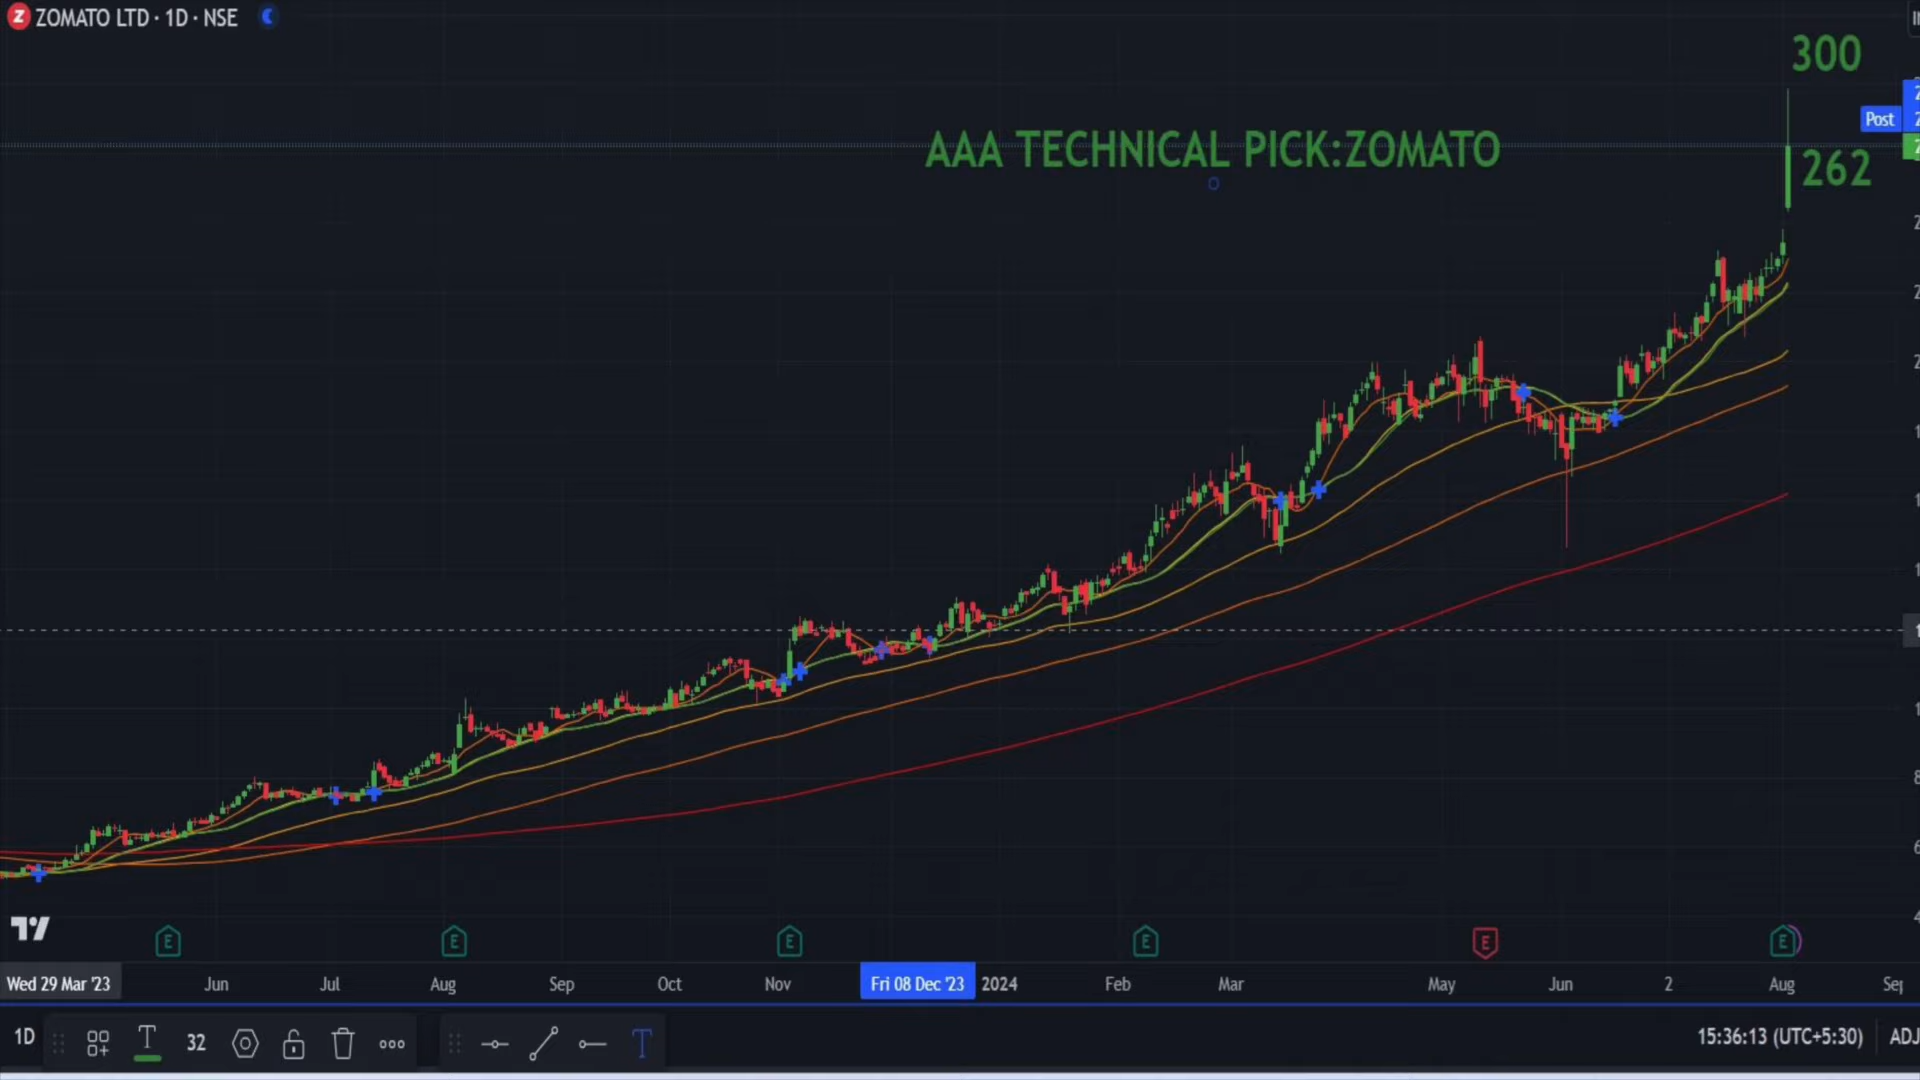 Z ZOMATO LTD · 1D · NSE
300
Post
AAA TECHNICAL PICK:ZOMATO
262
E E E E E E
Wed 29 Mar '23 Jun Jul Aug Sep Oct Nov Fri 08 Dec '23 2024 Feb Mar May Jun 2 Aug
1D T 32 T 15:36:13 (UTC+5:30)